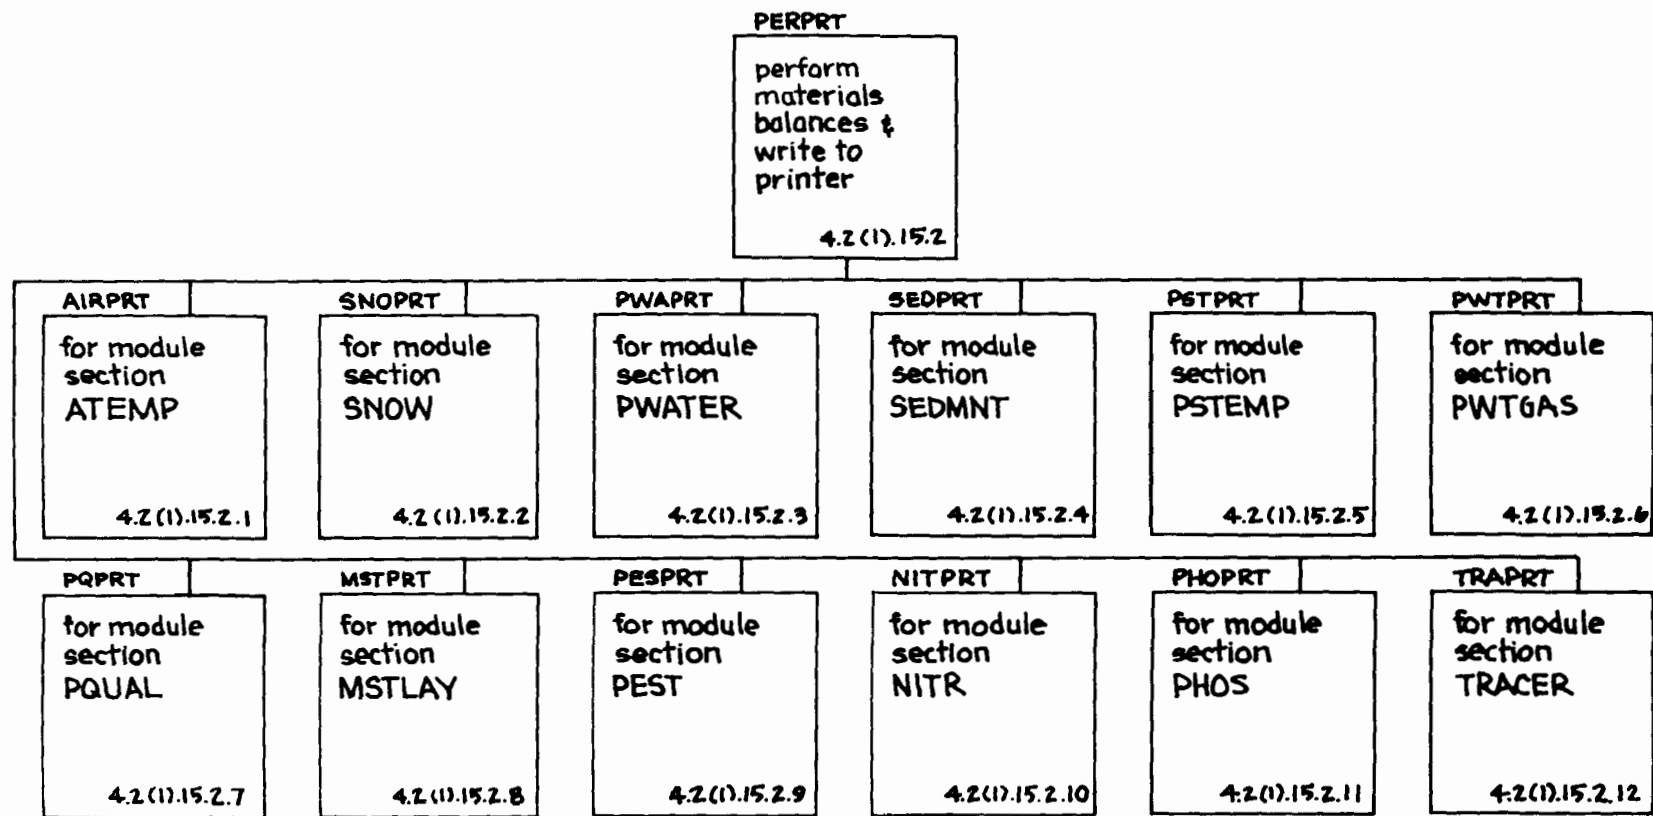 PERPRT
perform
materials
balances &
write to
printer
4.2(1).15.2
AIRPRT
for module
section
ATEMP
4.2(1).15.2.1
SNOPRT
for module
section
SNOW
4.2(1).15.2.2
PWAPRT
for module
section
PWATER
4.2(1).15.2.3
SEDPRT
for module
section
SEDMNT
4.2(1).15.2.4
PSTPRT
for module
section
PSTEMP
4.2(1).15.2.5
PWTPRT
for module
section
PWTGAS
4.2(1).15.2.6
PQPRT
for module
section
PQUAL
4.2(1).15.2.7
MSTPRT
for module
section
MSTLAY
4.2(1).15.2.8
PESPRT
for module
section
PEST
4.2(1).15.2.9
NITPRT
for module
section
NITR
4.2(1).15.2.10
PHOPRT
for module
section
PHOS
4.2(1).15.2.11
TRAPRT
for module
section
TRACER
4.2(1).15.2.12